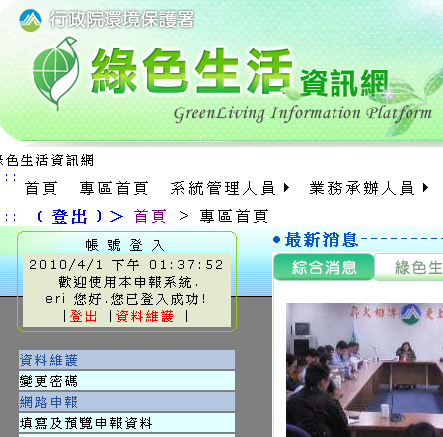 行政院環境保護署
綠色生活 資訊網
GreenLiving Information Platform
綠色生活資訊網
:::
首頁 專區首頁 系統管理人員 業務承辦人員
::: (登出)> 首頁 > 專區首頁
帳號登入
2010/4/1 下午 01:37:52
歡迎使用本申報系統.
eri 您好.您已登入成功!
|登出 |資料維護 |
資料維護
變更密碼
網路申報
填寫及預覽申報資料
最新消息
綜合消息 綠色生
薪火相傳 更上